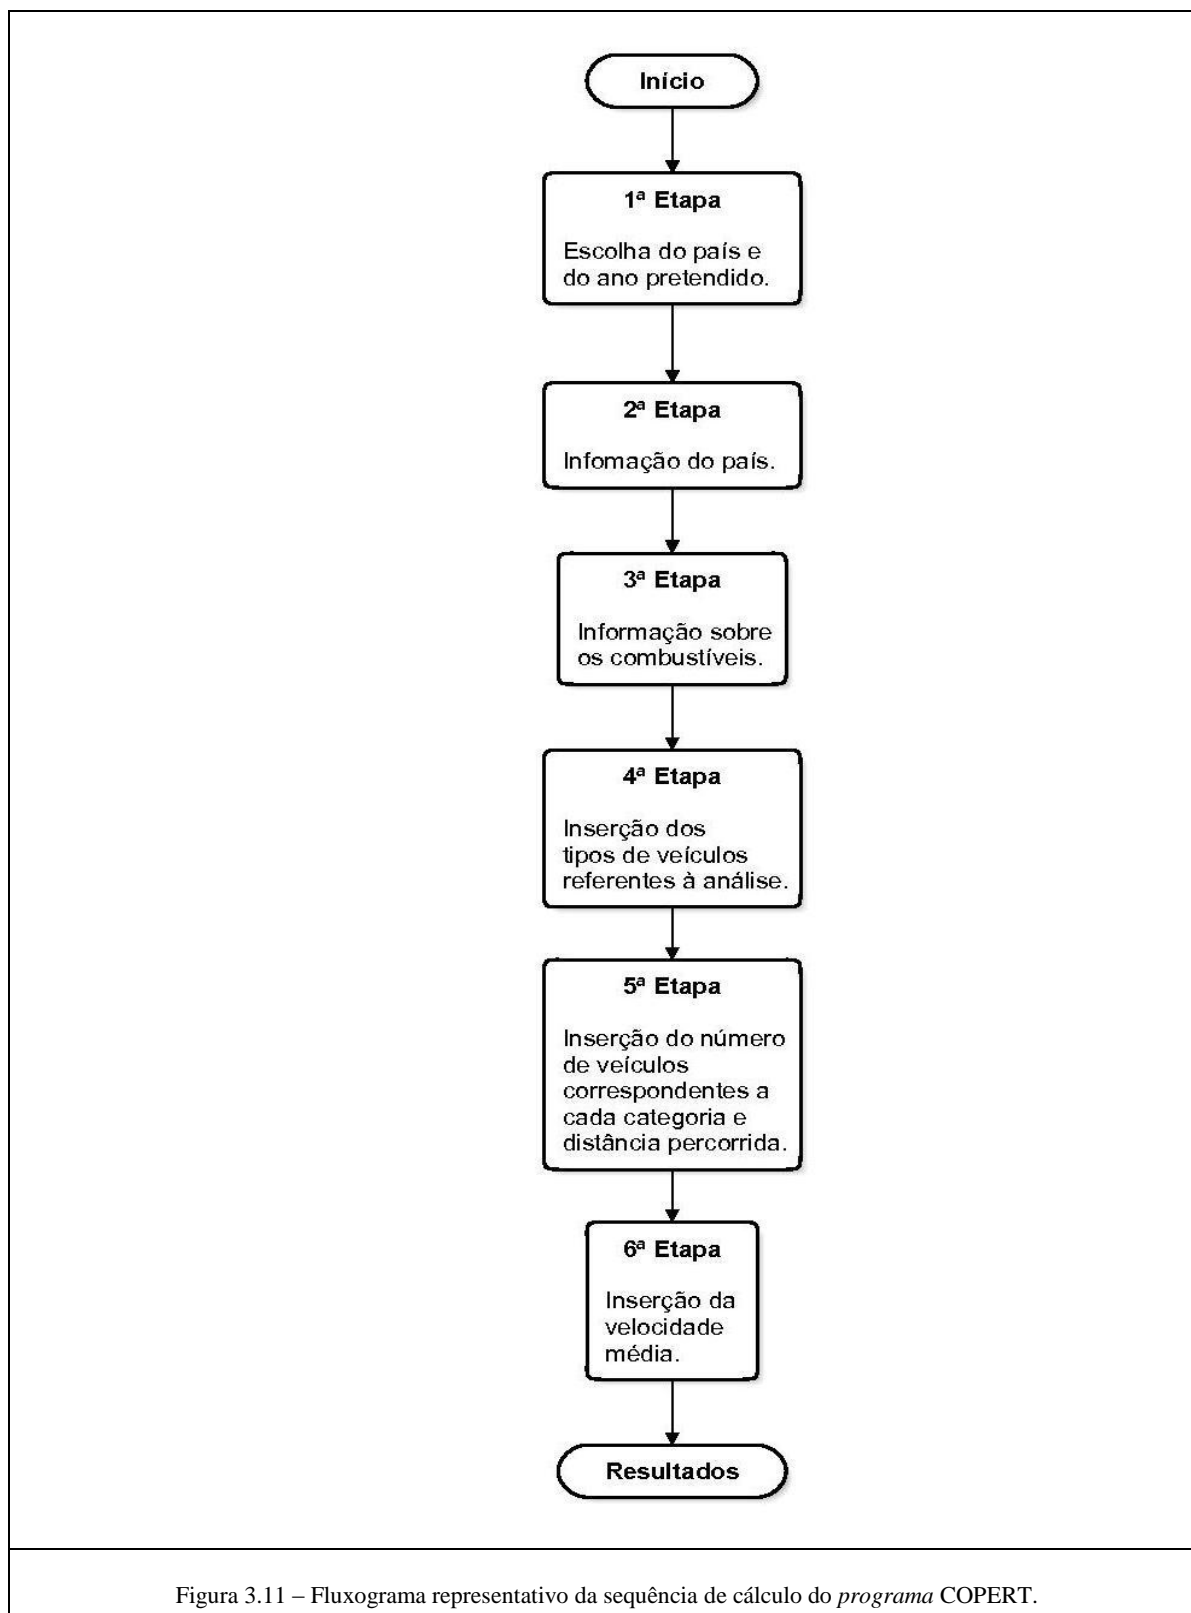 Início
1ª Etapa
Escolha do país e
do ano pretendido.
2ª Etapa
Infomação do país.
3ª Etapa
Informação sobre
os combustíveis.
4ª Etapa
Inserção dos
tipos de veículos
referentes à análise.
5ª Etapa
Inserção do número
de veículos
correspondentes a
cada categoria e
distância percorrida.
6ª Etapa
Inserção da
velocidade
média.
Resultados
Figura 3.11 – Fluxograma representativo da sequência de cálculo do programa COPERT.